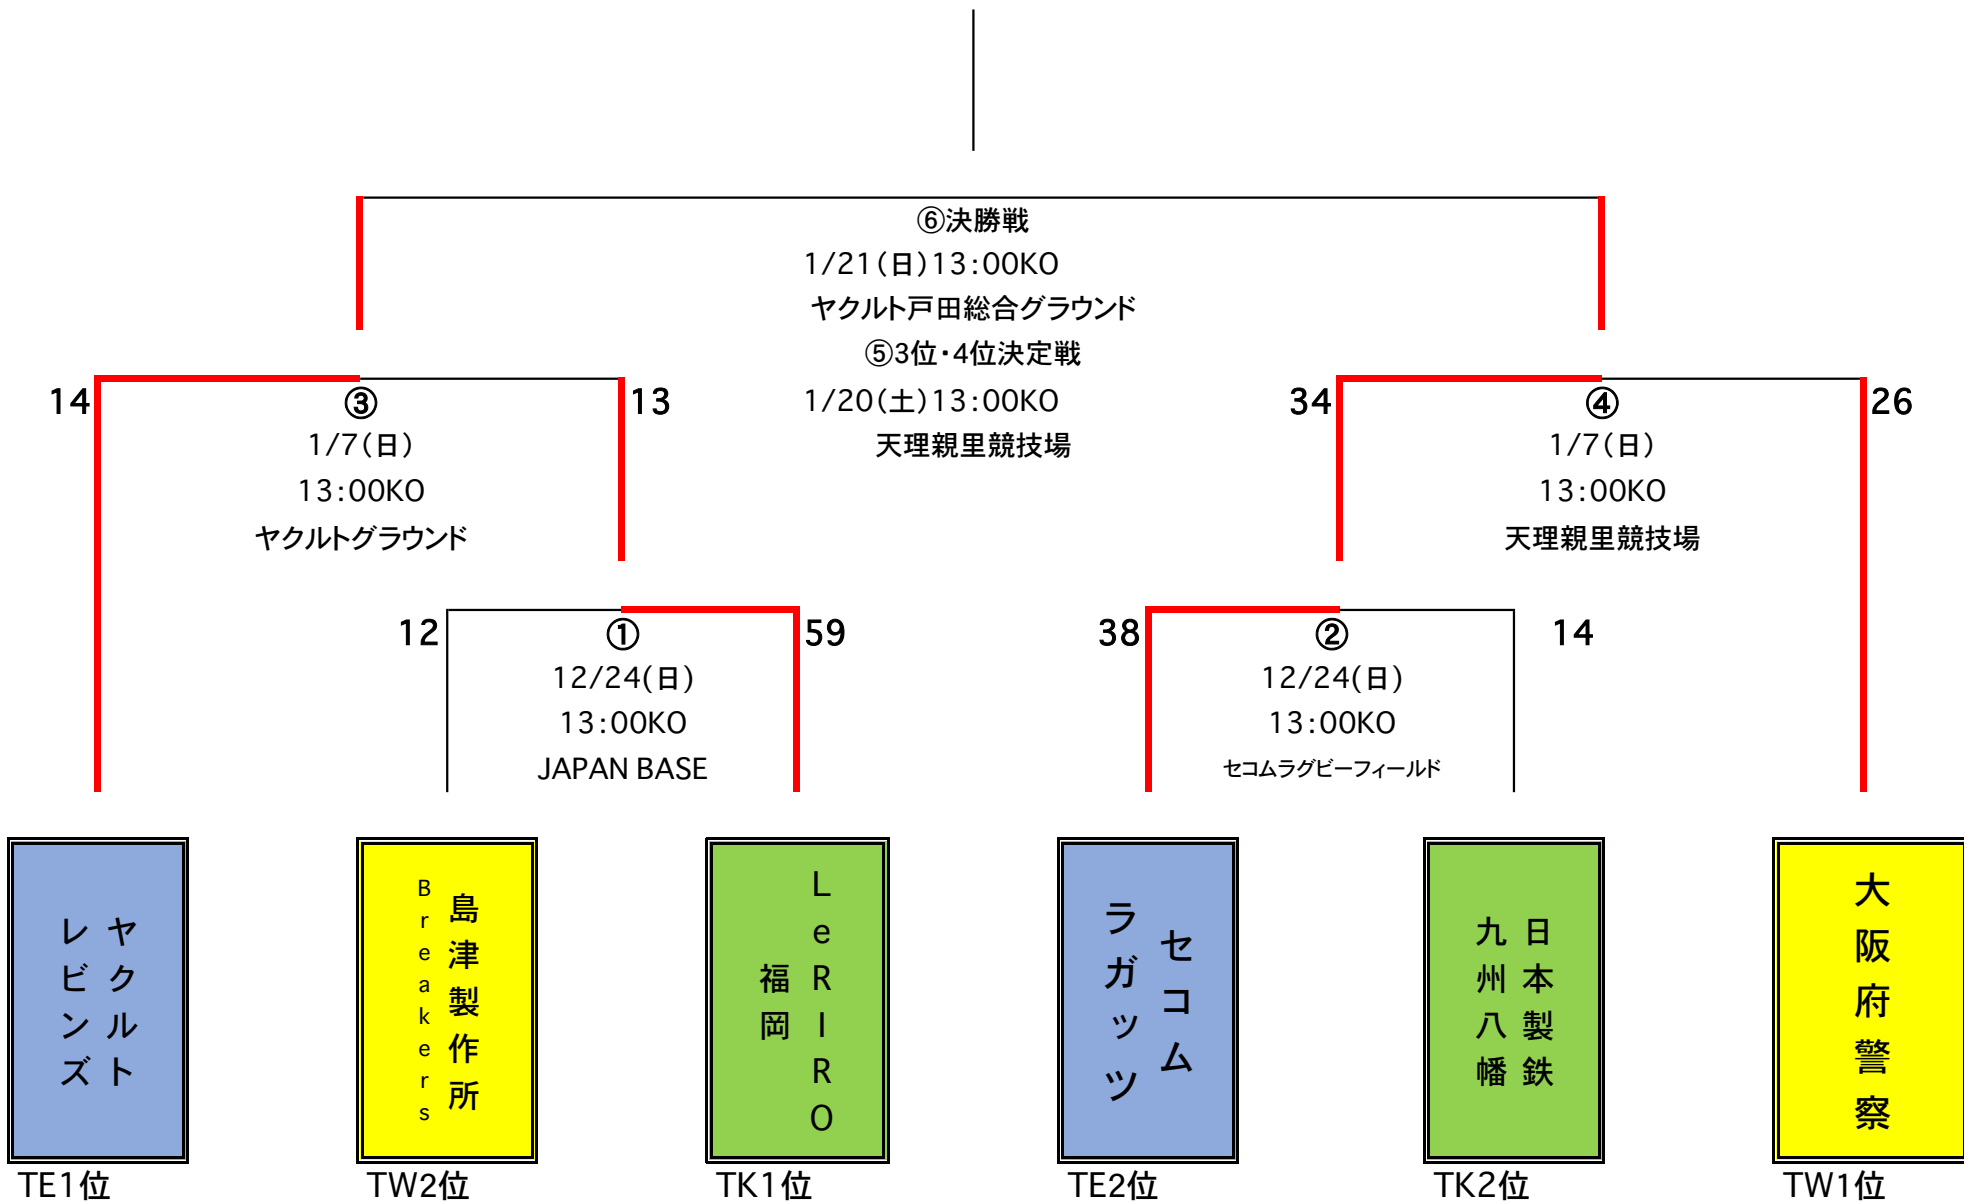 ⑥決勝戦
1/21(日)13:00KO
ヤクルト戸田総合グラウンド
⑤3位・4位決定戦
1/20(土)13:00KO
天理親里競技場
14
③
13
1/7(日)
13:00KO
ヤクルトグラウンド
34
④
26
1/7(日)
13:00KO
天理親里競技場
12
①
59
12/24(日)
13:00KO
JAPAN BASE
38
②
14
12/24(日)
13:00KO
セコムラグビーフィールド
ヤクルト
レビンズ
島津製作所
Breakers
LeRIRO
福岡
セコム
ラガッツ
日本製鉄
九州八幡
大阪府警察
TE1位
TW2位
TK1位
TE2位
TK2位
TW1位